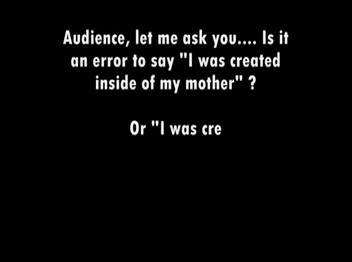 Audience, let me ask you.... Is it
an error to say "I was created
inside of my mother" ?
Or "I was cre